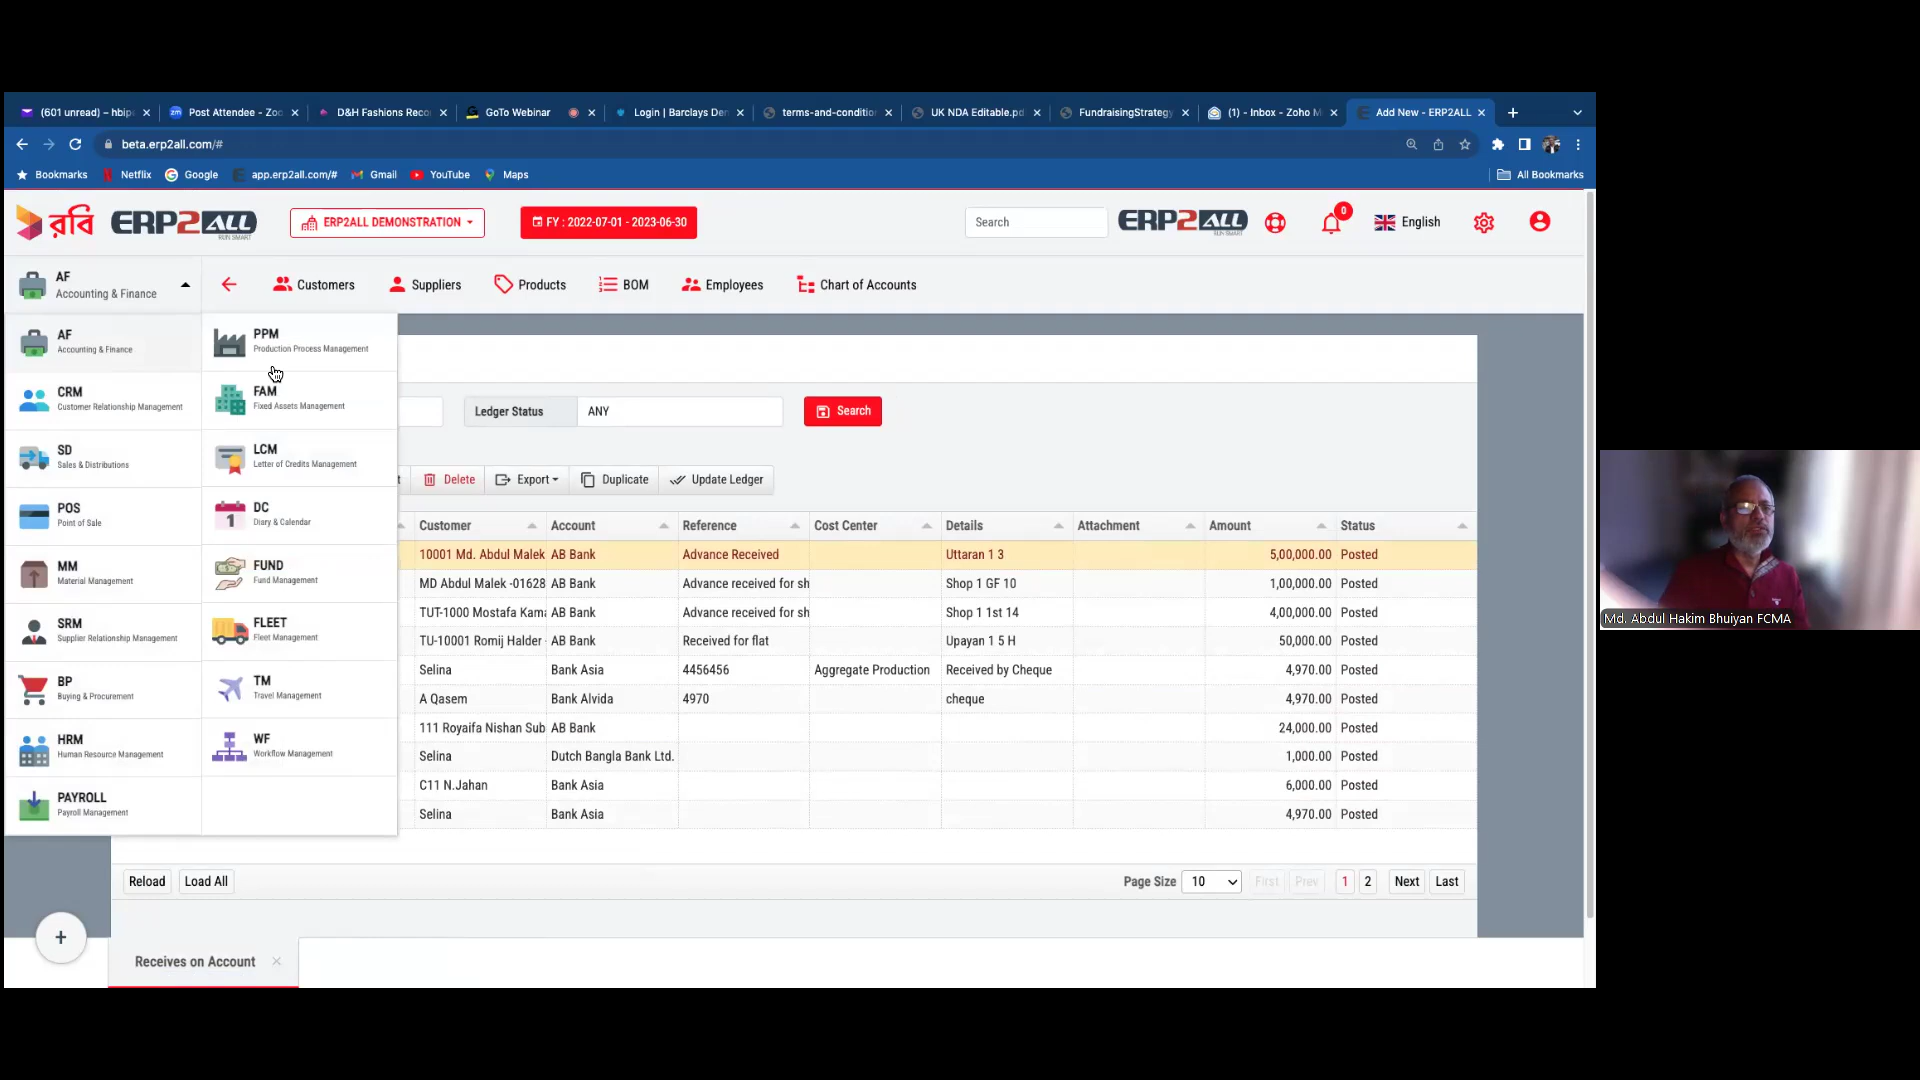 (601 unread) – hbip
Post Attendee - Zoo
D&H Fashions Reco
GoTo Webinar
Login | Barclays Den
terms-and-conditio
UK NDA Editable.pd
FundraisingStrategy
(1) - Inbox - Zoho M
Add New - ERP2ALL
beta.erp2all.com/#
Bookmarks
Netflix
Google
app.erp2all.com/#
Gmail
YouTube
Maps
All Bookmarks
রবি
ERP2ALL
RUN SMART
ERP2ALL DEMONSTRATION
FY : 2022-07-01 - 2023-06-30
Search
ERP2ALL
RUN SMART
0
English
AF
Accounting & Finance
Customers
Suppliers
Products
BOM
Employees
Chart of Accounts
AF
Accounting & Finance
PPM
Production Process Management
CRM
Customer Relationship Management
FAM
Fixed Assets Management
SD
Sales & Distributions
LCM
Letter of Credits Management
POS
Point of Sale
DC
Diary & Calendar
MM
Material Management
FUND
Fund Management
SRM
Supplier Relationship Management
FLEET
Fleet Management
BP
Buying & Procurement
TM
Travel Management
HRM
Human Resource Management
WF
Workflow Management
PAYROLL
Payroll Management
Ledger Status
ANY
Search
t
Delete
Export
Duplicate
Update Ledger
Customer Account Reference Cost Center Details Attachment Amount Status
10001 Md. Abdul Malek AB Bank Advance Received Uttaran 1 3 5,00,000.00 Posted
MD Abdul Malek -01628 AB Bank Advance received for sh Shop 1 GF 10 1,00,000.00 Posted
TUT-1000 Mostafa Kama AB Bank Advance received for sh Shop 1 1st 14 4,00,000.00 Posted
TU-10001 Romij Halder - AB Bank Received for flat Upayan 1 5 H 50,000.00 Posted
Selina Bank Asia 4456456 Aggregate Production Received by Cheque 4,970.00 Posted
A Qasem Bank Alvida 4970 cheque 4,970.00 Posted
111 Royaifa Nishan Sub AB Bank 24,000.00 Posted
Selina Dutch Bangla Bank Ltd. 1,000.00 Posted
C11 N.Jahan Bank Asia 6,000.00 Posted
Selina Bank Asia 4,970.00 Posted
Reload
Load All
Page Size
10
First
Prev
1
2
Next
Last
+
Receives on Account
Md. Abdul Hakim Bhuiyan FCMA